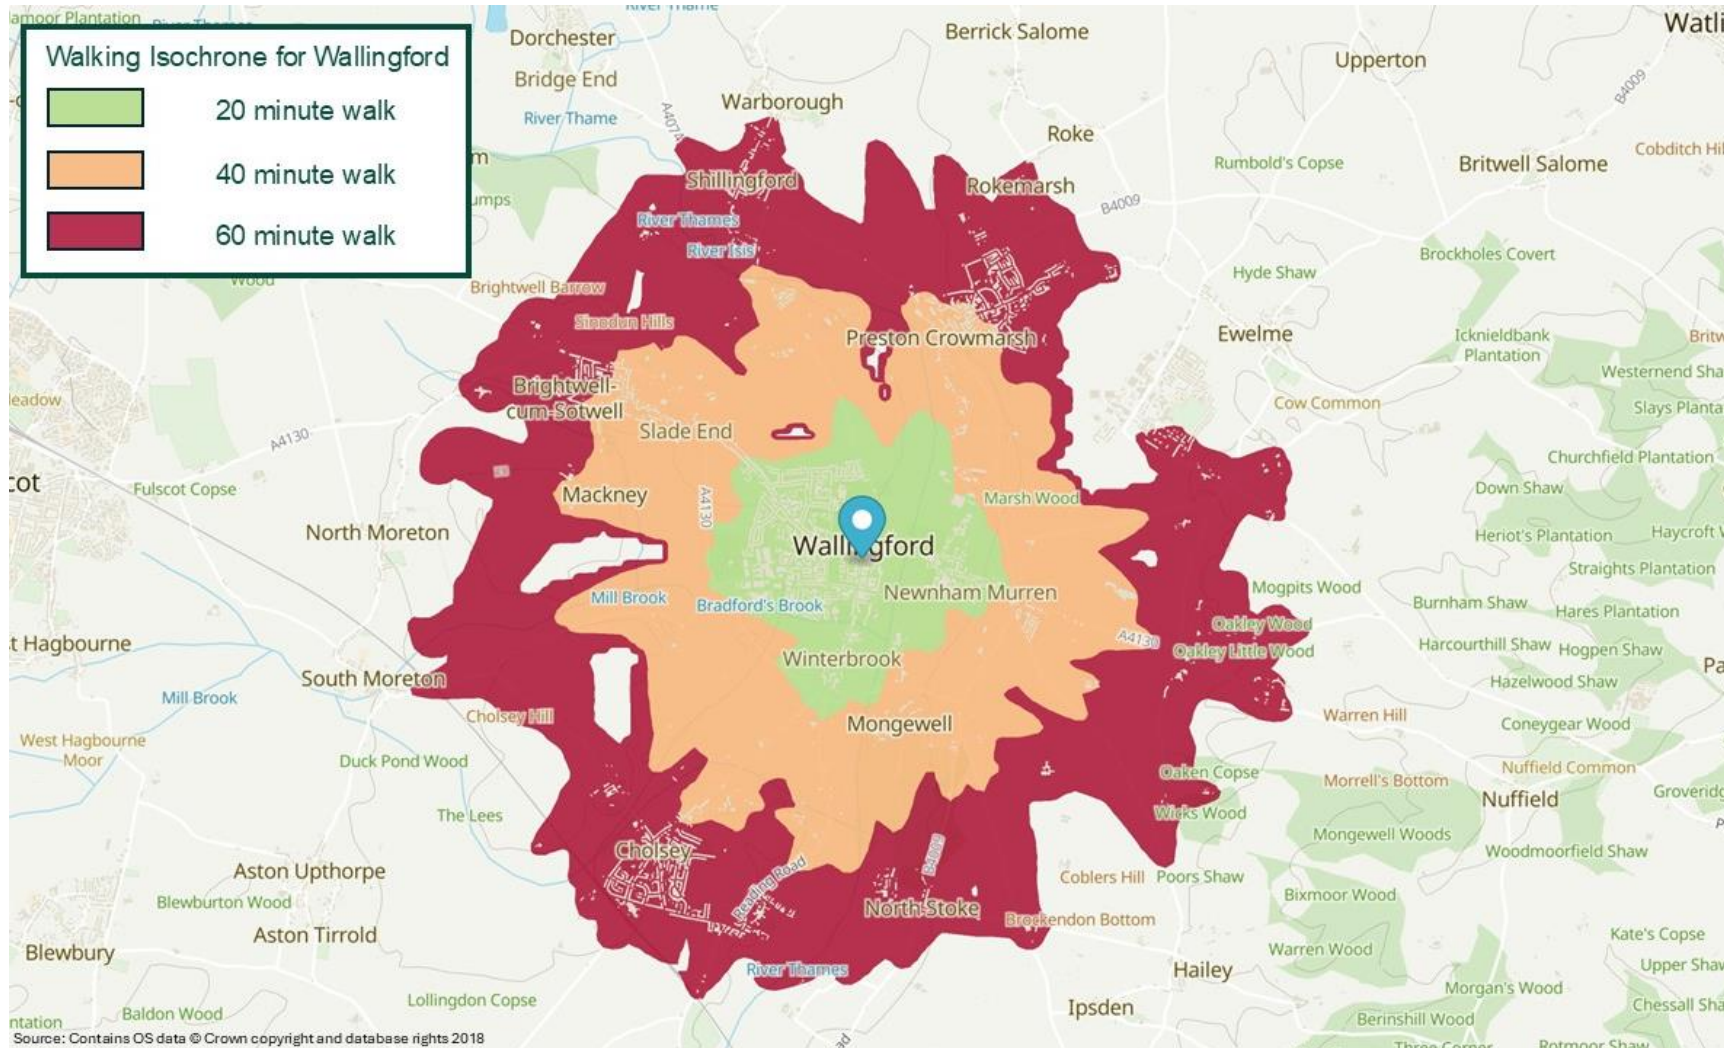 Walking Isochrone for Wallingford
20 minute walk
40 minute walk
60 minute walk
River Thames
Dorchester
Bridge End
River Thame
A4074
Warborough
Berrick Salome
Roke
Upperton
B4009
Rumbold's Copse
Britwell Salome
Shillingford
River Thames
River Isis
Rokemarsh
B4009
Brockholes Covert
Hyde Shaw
Wood
Brightwell Barrow
Sinodun Hills
Preston Crowmarsh
Ewelme
Icknieldbank
Plantation
Brightwell-
cum-Sotwell
Slade End
Cow Common
A4130
Churchfield Plantation
Fulscot Copse
Mackney
A4130
Marsh Wood
Down Shaw
North Moreton
Wallingford
Heriot's Plantation
Straights Plantation
Mill Brook
Bradford's Brook
Newnham Murren
Mogpits Wood
Burnham Shaw
Hares Plantation
Oakley Wood
A4130
Oakley Little Wood
Harcourthill Shaw
Hogpen Shaw
Winterbrook
South Moreton
Mill Brook
Hazelwood Shaw
Cholsey Hill
Mongewell
Warren Hill
Coneygear Wood
West Hagbourne
Moor
Duck Pond Wood
Oaken Copse
Morrell's Bottom
Nuffield Common
Nuffield
The Lees
Wicks Wood
Mongewell Woods
Woodmoorfield Shaw
Cholsey
B4009
Aston Upthorpe
Reading Road
Coblers Hill
Poors Shaw
Bixmoor Wood
Blewburton Wood
North Stoke
Brockendon Bottom
Aston Tirrold
Kate's Copse
Blewbury
Warren Wood
River Thames
Hailey
Morgan's Wood
Lollingdon Copse
Ipsden
Baldon Wood
Berinshill Wood
Source: Contains OS data © Crown copyright and database rights 2018